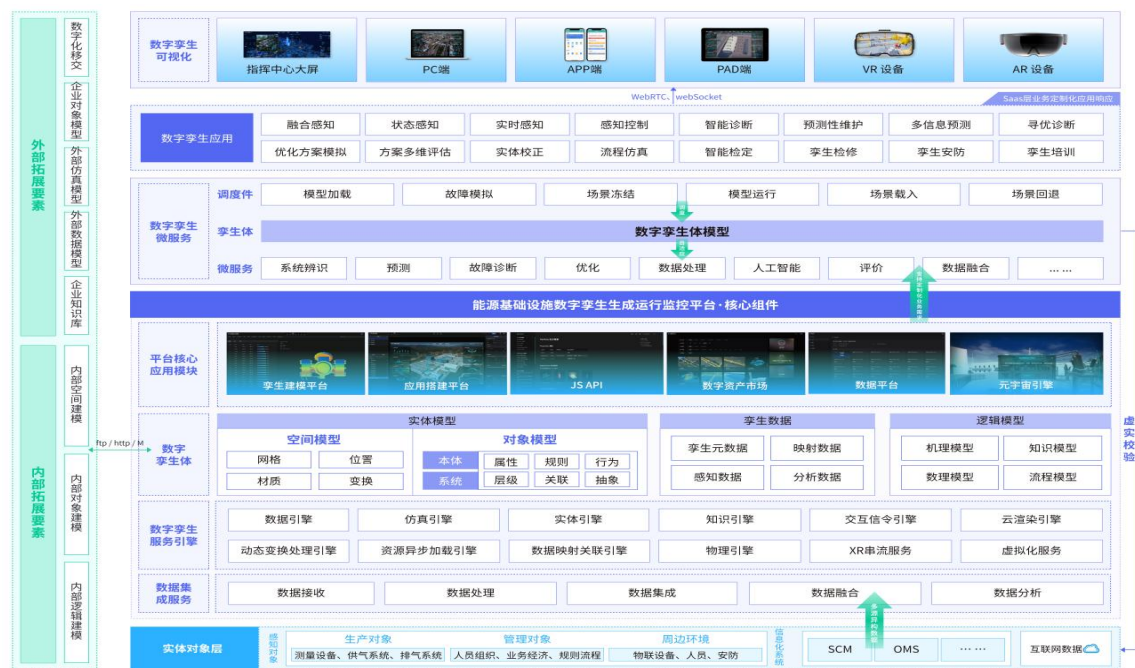 外部拓展要素
数字化移交
企业对象模型
外部仿真模型
外部数据模型
企业知识库
内部拓展要素
内部空间建模
内部对象建模
内部逻辑建模
ftp / http / M
数字孪生
可视化
指挥中心大屏
PC端
APP端
PAD端
VR 设备
AR 设备
WebRTC、webSocket
Saas层业务定制化应用响应
数字孪生应用
融合感知
状态感知
实时感知
感知控制
智能诊断
预测性维护
多信息预测
寻优诊断
优化方案模拟
方案多维评估
实体校正
流程仿真
智能检定
孪生检修
孪生安防
孪生培训
数字孪生
微服务
调度件
模型加载
故障模拟
场景冻结
模型运行
场景载入
场景回退
孪生体
数字孪生体模型
微服务
系统辨识
预测
故障诊断
优化
数据处理
人工智能
评价
数据融合
... ...
能源基础设施数字孪生生成运行监控平台·核心组件
平台核心
应用模块
孪生建模平台
应用搭建平台
JS API
数字资产市场
数据平台
元宇宙引擎
数字
孪生体
实体模型
空间模型
网格
位置
材质
变换
对象模型
本体
属性
规则
行为
系统
层级
关联
抽象
孪生数据
孪生元数据
映射数据
感知数据
分析数据
逻辑模型
机理模型
知识模型
数理模型
流程模型
虚实校验
数字孪生
服务引擎
数据引擎
仿真引擎
实体引擎
知识引擎
交互信令引擎
云渲染引擎
动态变换处理引擎
资源异步加载引擎
数据映射关联引擎
物理引擎
XR串流服务
虚拟化服务
数据集
成服务
数据接收
数据处理
数据集成
数据融合
数据分析
多源异构数据
实体对象层
感知对象
生产对象
测量设备、供气系统、排气系统
管理对象
人员组织、业务经济、规则流程
周边环境
物联设备、人员、安防
信息化系统
SCM
OMS
... ...
互联网数据